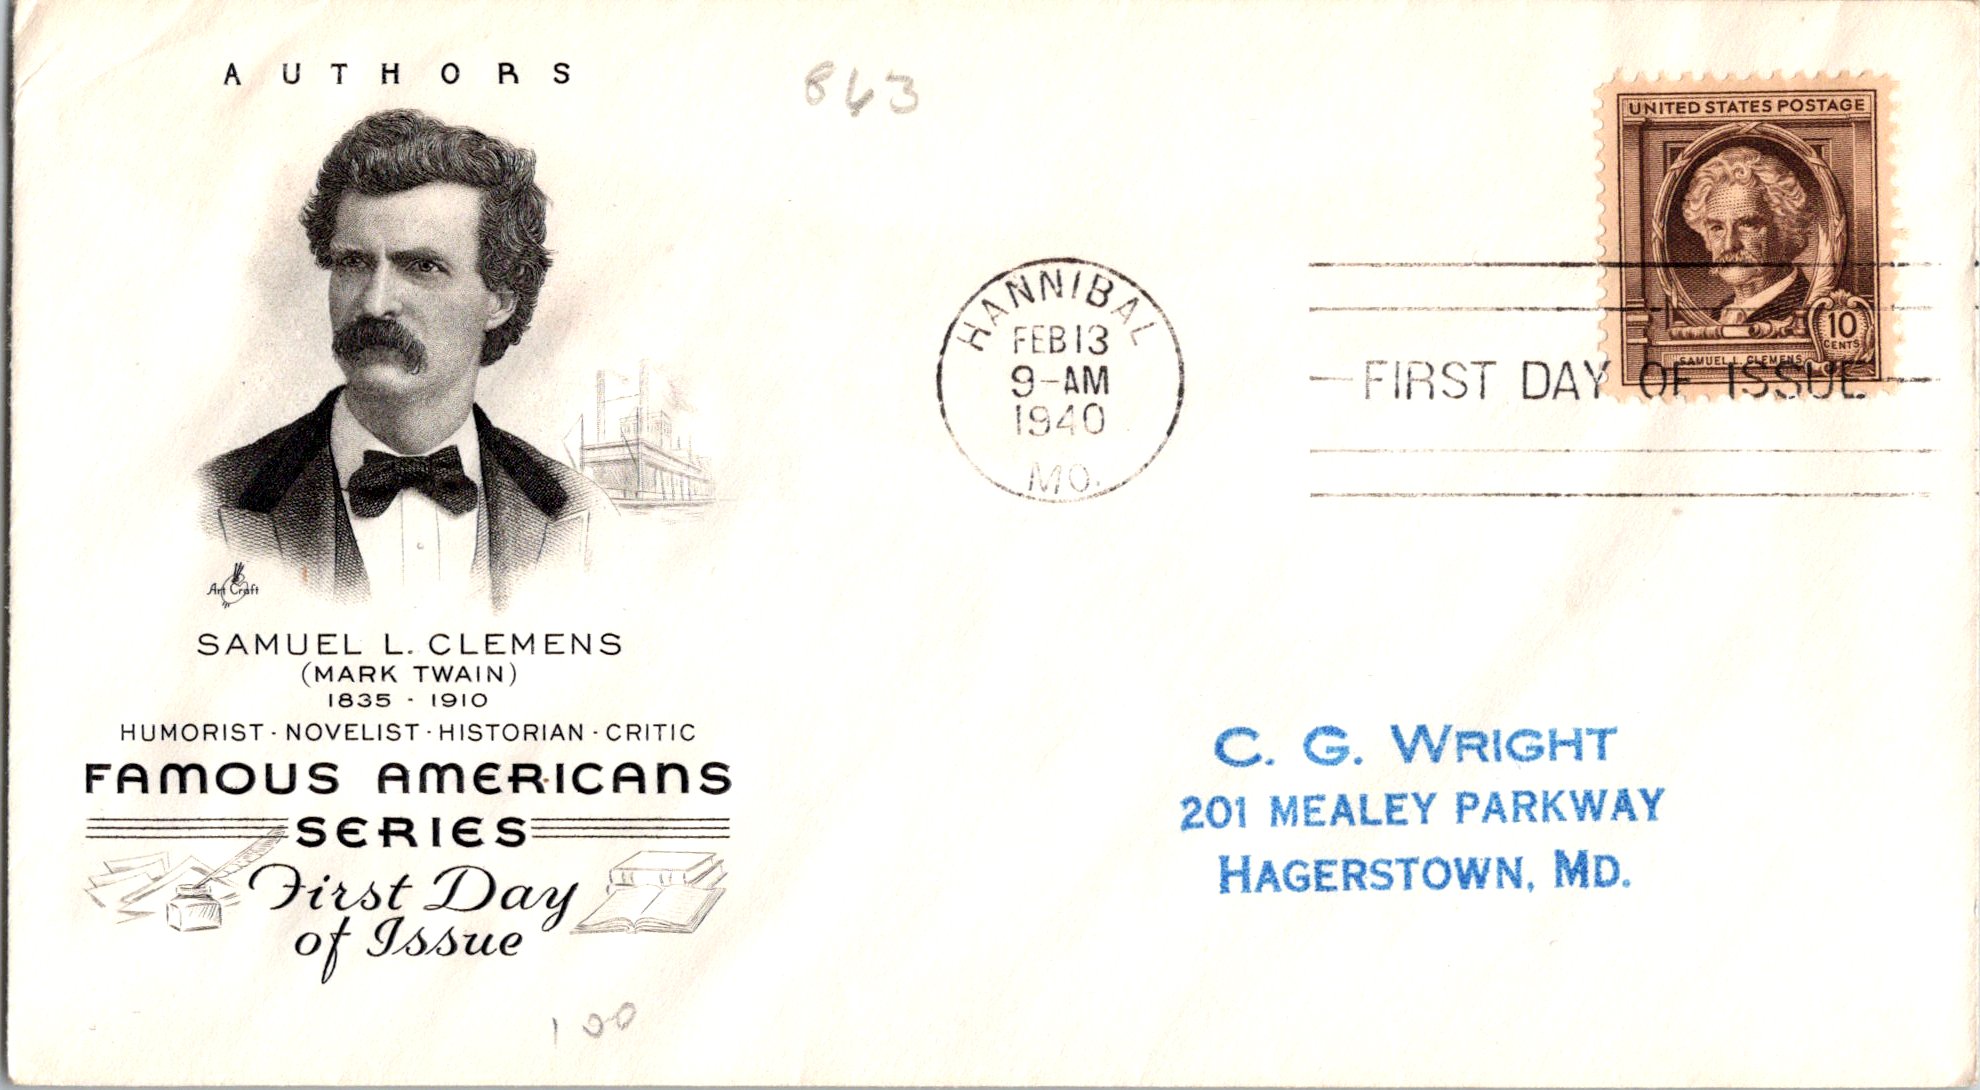 AUTHORS
863
UNITED STATES POSTAGE
10
CENTS
SAMUEL L. CLEMENS
HANNIBAL
FEB 13
9-AM
1940
MO.
FIRST DAY OF ISSUE
Art Craft
SAMUEL L. CLEMENS
(MARK TWAIN)
1835 - 1910
HUMORIST · NOVELIST · HISTORIAN · CRITIC
FAMOUS AMERICANS
SERIES
First Day
of Issue
C. G. WRIGHT
201 MEALEY PARKWAY
HAGERSTOWN, MD.
100